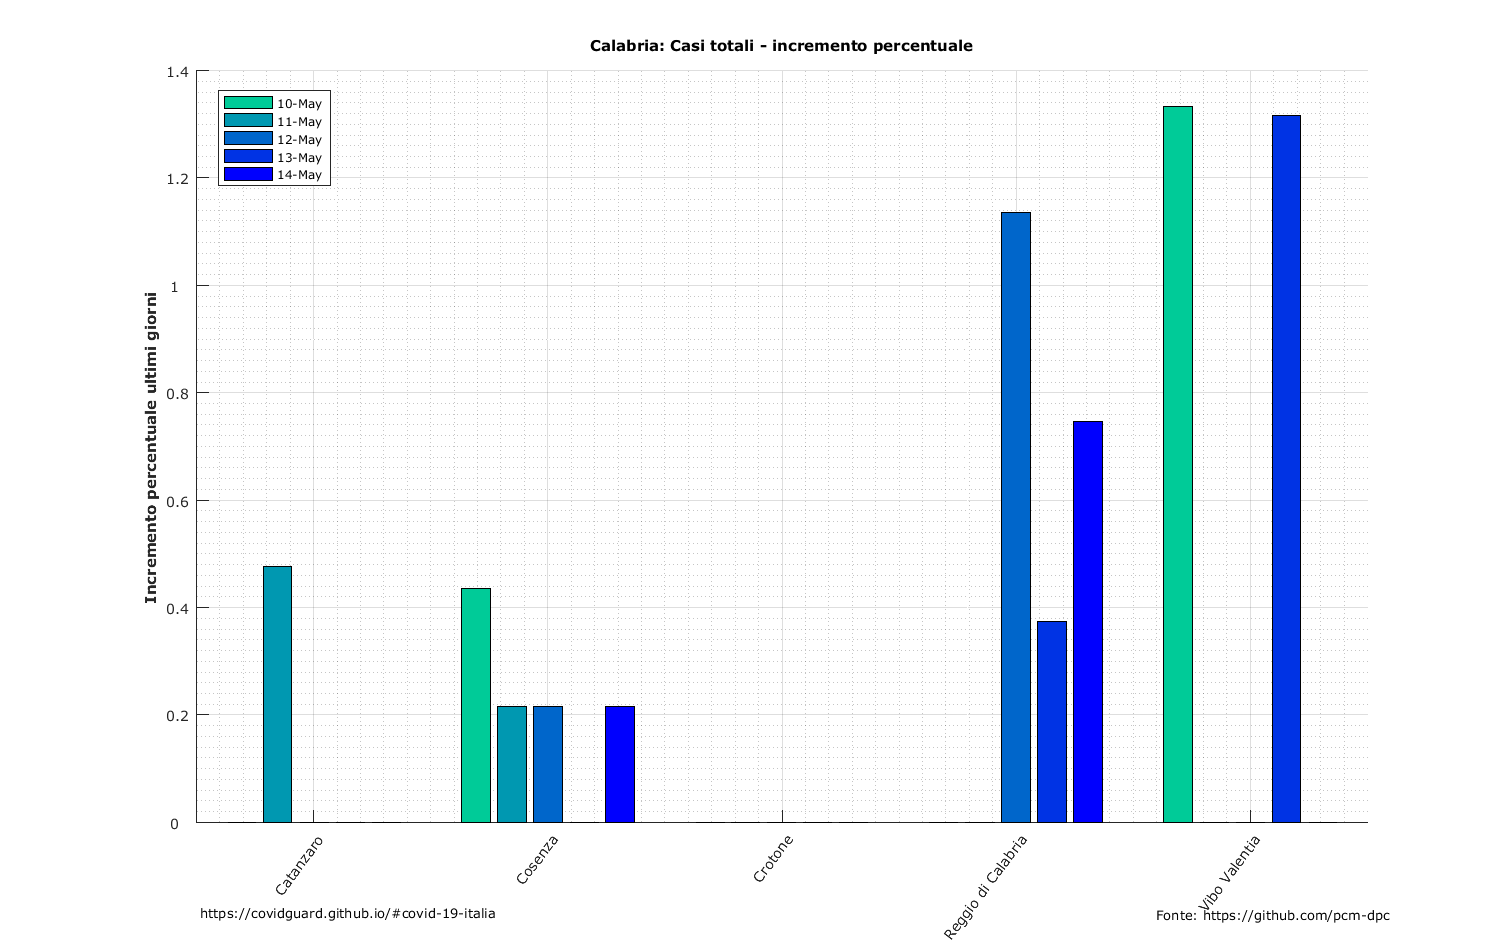 Calabria: Casi totali - incremento percentuale
1.4
1.2
1
0.8
0.6
0.4
0.2
0
Incremento percentuale ultimi giorni
10-May
11-May
12-May
13-May
14-May
Catanzaro
Cosenza
Crotone
Reggio di Calabria
Vibo Valentia
https://covidguard.github.io/#covid-19-italia
Fonte: https://github.com/pcm-dpc